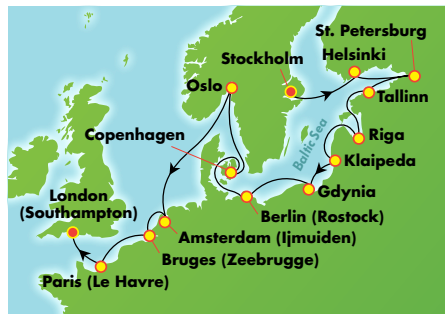 St. Petersburg
Stockholm
Helsinki
Oslo
Tallinn
Copenhagen
Baltic Sea
Riga
Klaipeda
London
(Southampton)
Gdynia
Berlin (Rostock)
Amsterdam (Ijmuiden)
Bruges (Zeebrugge)
Paris (Le Havre)